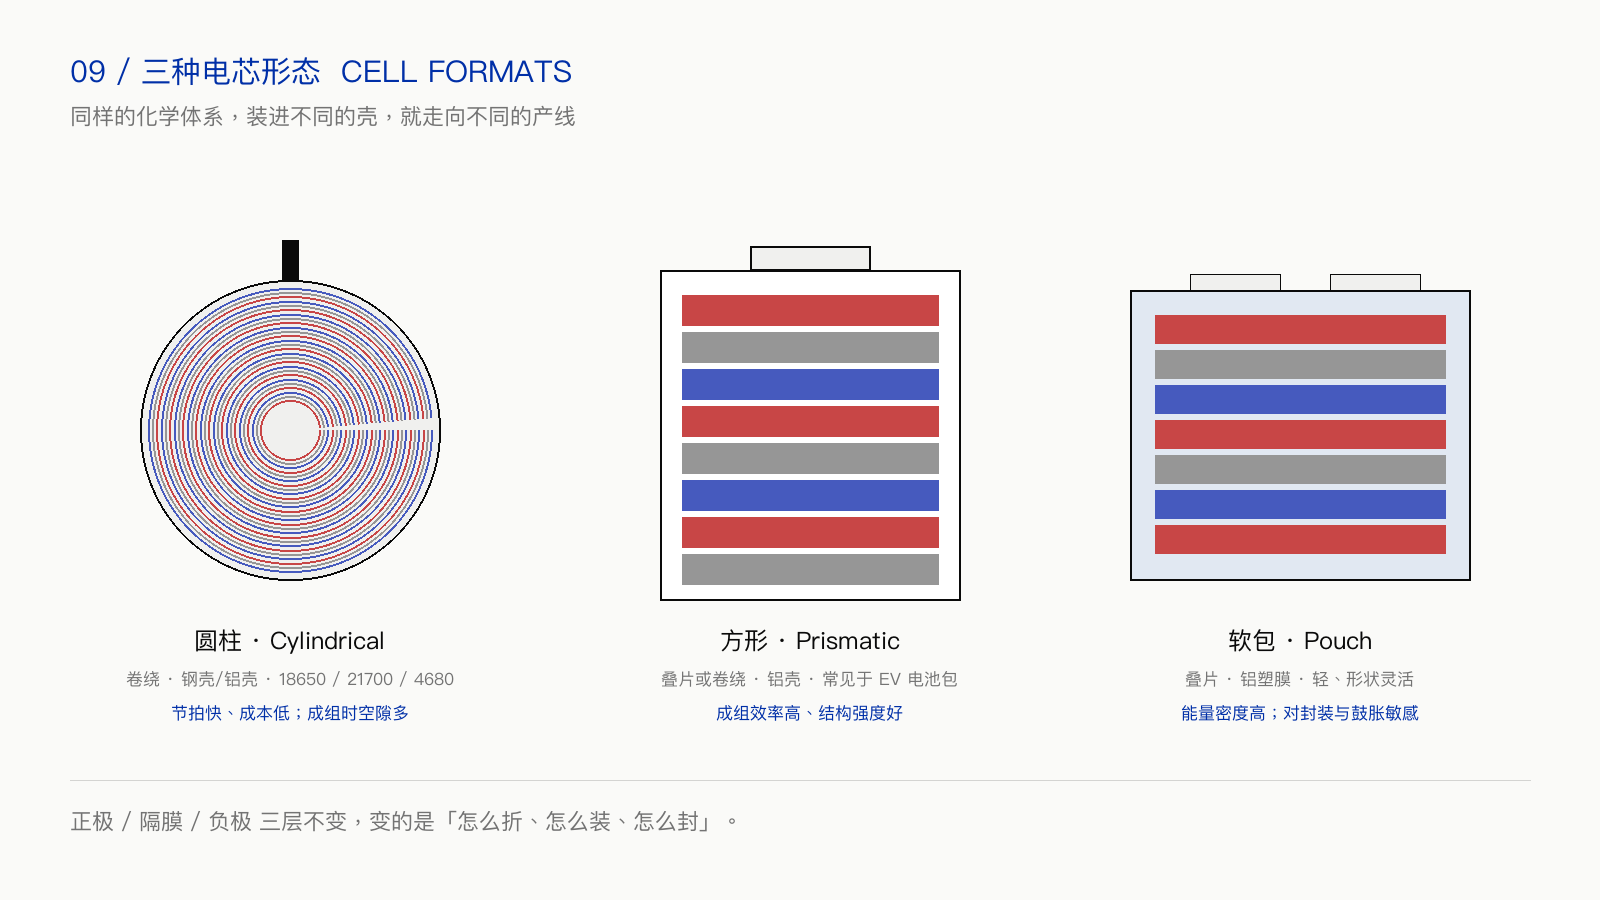 09 / 三种电芯形态 CELL FORMATS
同样的化学体系，装进不同的壳，就走向不同的产线
圆柱 · Cylindrical
卷绕 · 钢壳/铝壳 · 18650 / 21700 / 4680
节拍快、成本低；成组时空隙多
方形 · Prismatic
叠片或卷绕 · 铝壳 · 常见于 EV 电池包
成组效率高、结构强度好
软包 · Pouch
叠片 · 铝塑膜 · 轻、形状灵活
能量密度高；对封装与鼓胀敏感
正极 / 隔膜 / 负极 三层不变，变的是「怎么折、怎么装、怎么封」。